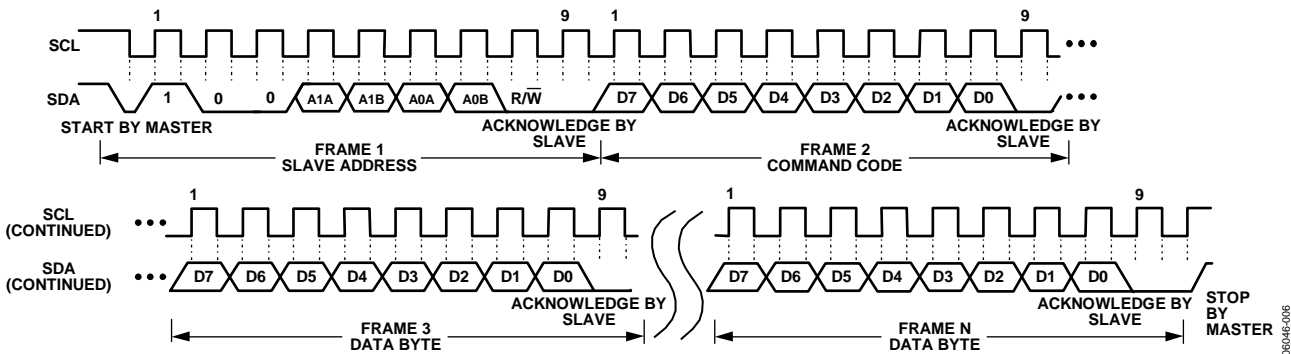 1 9 1 9
SCL
SDA 1 0 0 A1A A1B A0A A0B R/W̅ D7 D6 D5 D4 D3 D2 D1 D0
START BY MASTER
ACKNOWLEDGE BY
SLAVE
ACKNOWLEDGE BY
SLAVE
FRAME 1
SLAVE ADDRESS
FRAME 2
COMMAND CODE
1 9 1 9
SCL
(CONTINUED)
SDA
(CONTINUED)
D7 D6 D5 D4 D3 D2 D1 D0 D7 D6 D5 D4 D3 D2 D1 D0
ACKNOWLEDGE BY
SLAVE
ACKNOWLEDGE BY
SLAVE
STOP
BY
MASTER
FRAME 3
DATA BYTE
FRAME N
DATA BYTE
06046-006